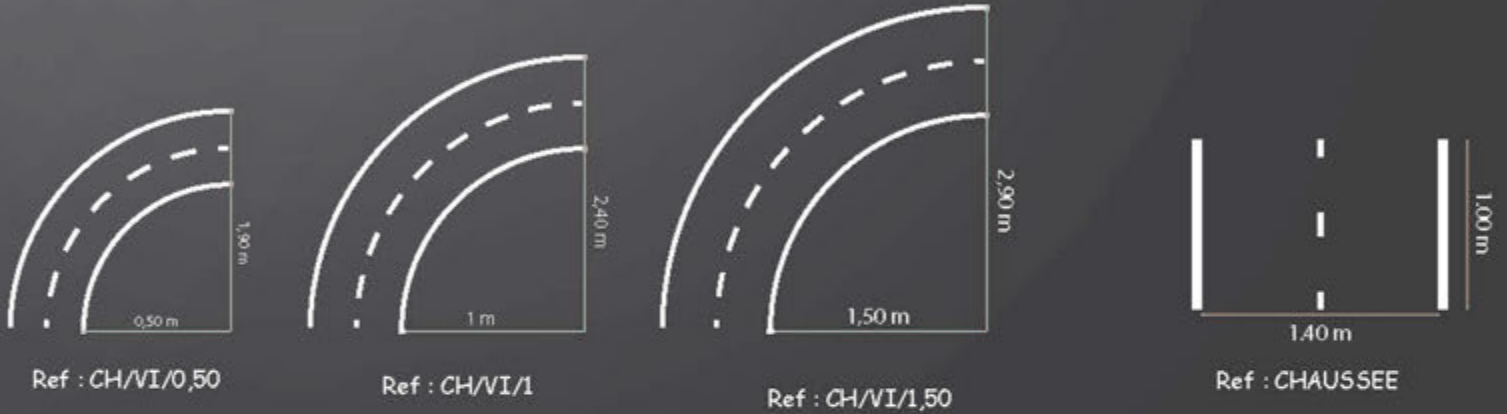 1,90 m
0,50 m
Ref : CH/VI/0,50
2,40 m
1 m
Ref : CH/VI/1
2,90 m
1,50 m
Ref : CH/VI/1,50
1.00 m
1.40 m
Ref : CHAUSSEE